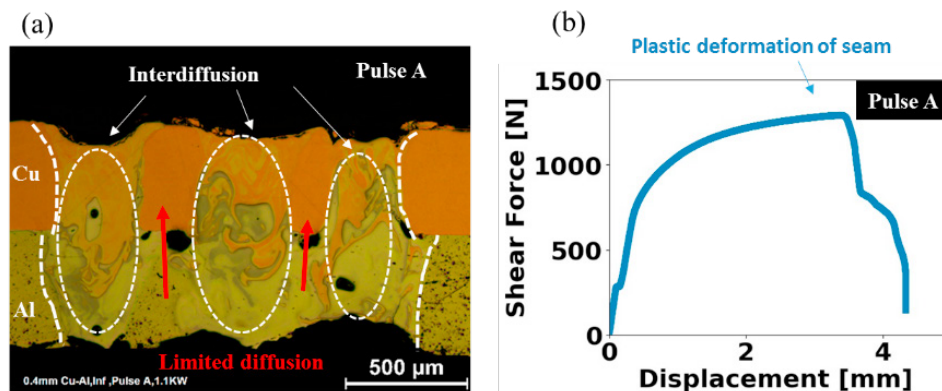 (a)
Interdiffusion
Pulse A
Cu
Al
Limited diffusion
500 μm
0.4mm Cu-Al,Inf ,Pulse A,1.1KW
(b)
Plastic deformation of seam
Pulse A
Shear Force [N]
1500
1000
500
0
0 2 4
Displacement [mm]